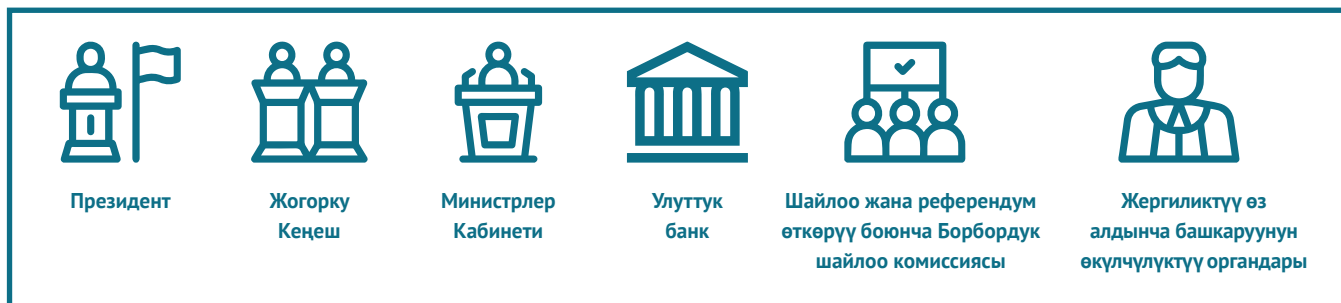 Президент
Жогорку
Кеңеш
Министрлер
Кабинети
Улуттук
банк
Шайлоо жана референдум
өткөрүү боюнча Борбордук
шайлоо комиссиясы
Жергиликтүү өз
алдынча башкаруунун
өкүлчүлүктүү органдары